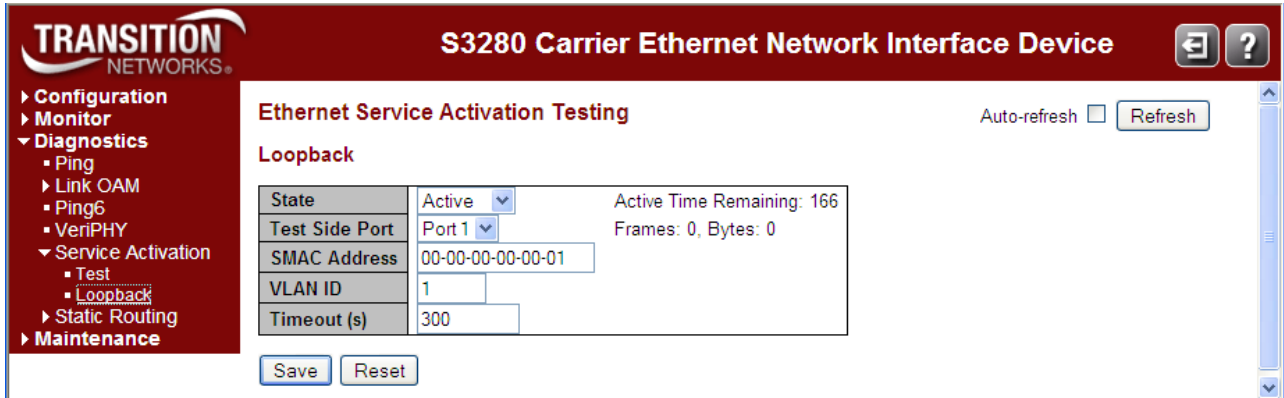 TRANSITION
NETWORKS®
S3280 Carrier Ethernet Network Interface Device
?
Configuration
Monitor
Diagnostics
Ping
Link OAM
Ping6
VeriPHY
Service Activation
Test
Loopback
Static Routing
Maintenance
Ethernet Service Activation Testing
Auto-refresh Refresh
Loopback
State Active Active Time Remaining: 166
Test Side Port Port 1 Frames: 0, Bytes: 0
SMAC Address 00-00-00-00-00-01
VLAN ID 1
Timeout (s) 300
Save Reset